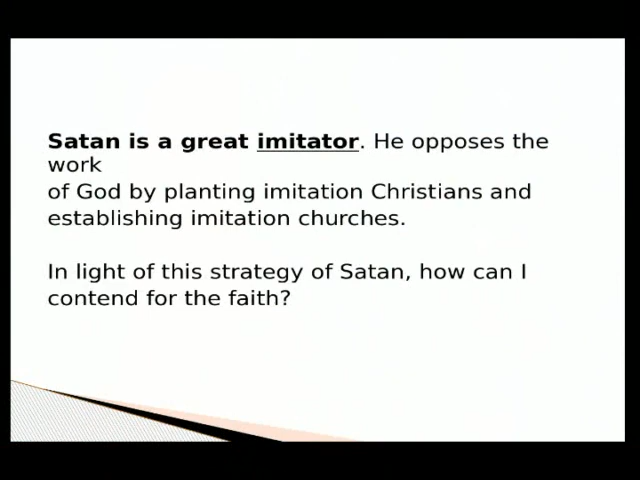 Satan is a great imitator. He opposes the
work
of God by planting imitation Christians and
establishing imitation churches.
In light of this strategy of Satan, how can I
contend for the faith?